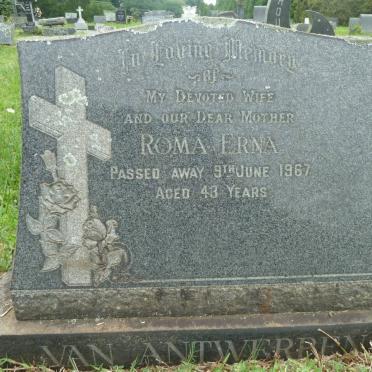 In Loving Memory
OF
MY DEVOTED WIFE
AND OUR DEAR MOTHER
ROMA ERNA
PASSED AWAY 9TH JUNE 1967
AGED 43 YEARS
VAN ANTWERPEN